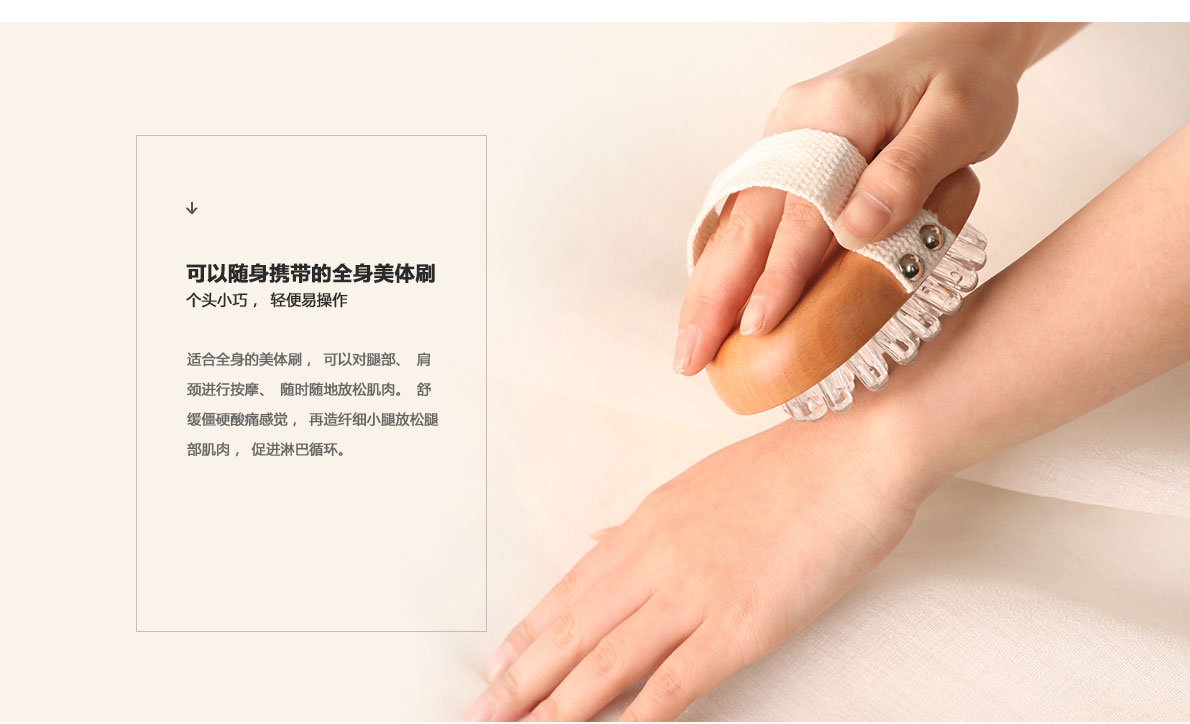 可以随身携带的全身美体刷
个头小巧， 轻便易操作
适合全身的美体刷， 可以对腿部、 肩
颈进行按摩、 随时随地放松肌肉。 舒
缓僵硬酸痛感觉， 再造纤细小腿放松腿
部肌肉， 促进淋巴循环。